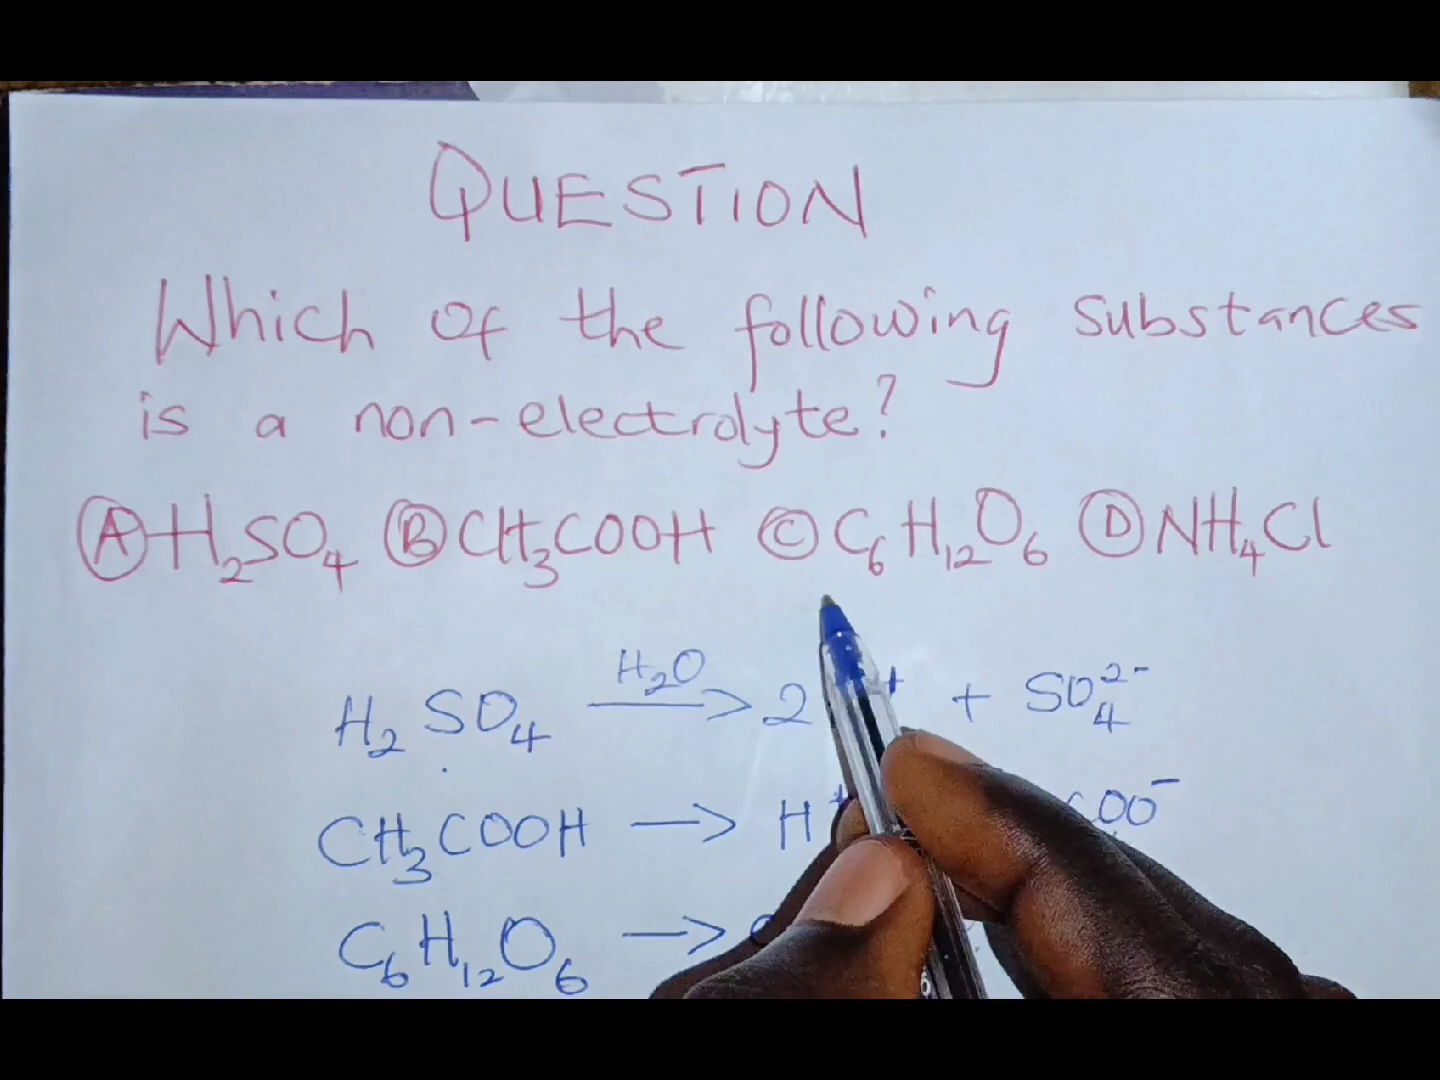 QUESTION
Which of the following substances
is a non-electrolyte?
Ⓐ H₂SO₄ Ⓑ CH₃COOH Ⓒ C₆H₁₂O₆ Ⓓ NH₄Cl
H₂SO₄ —H₂O→ 2 ⁺ + SO₄²⁻
CH₃COOH → H⁺ COO⁻
C₆H₁₂O₆ →